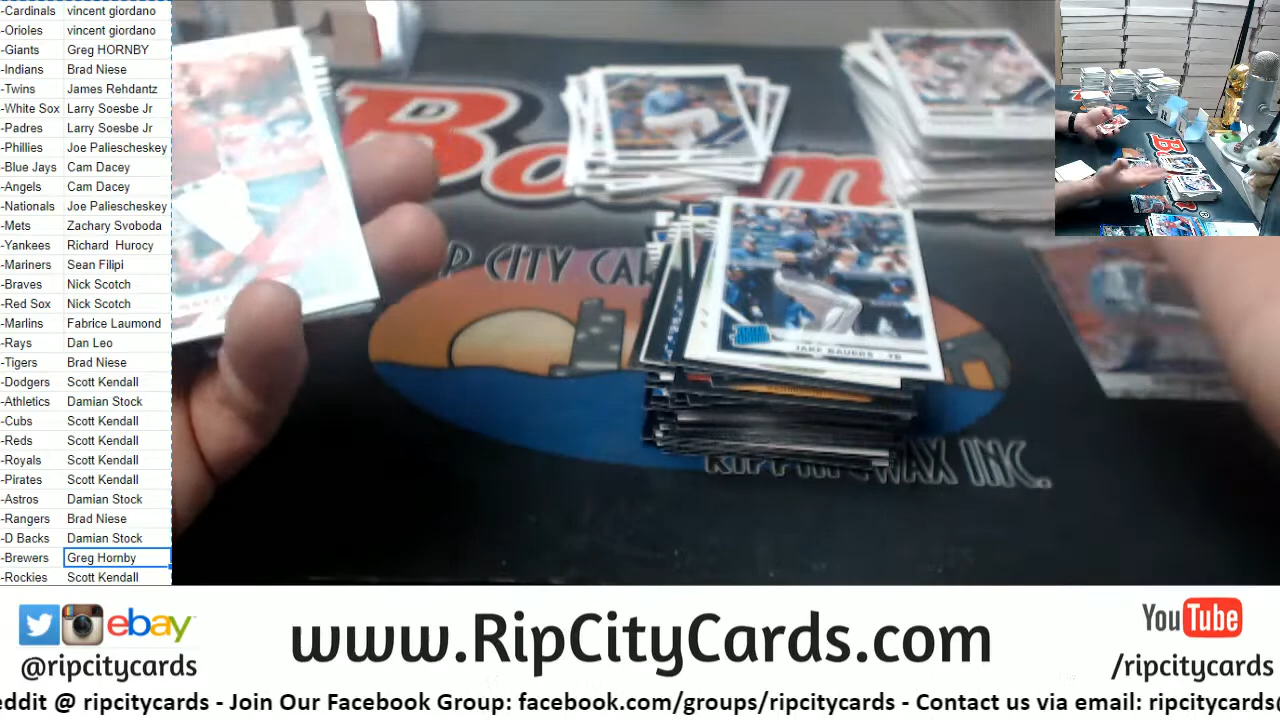 -Cardinals vincent giordano
-Orioles vincent giordano
-Giants Greg HORNBY
-Indians Brad Niese
-Twins James Rehdantz
-White Sox Larry Soesbe Jr
-Padres Larry Soesbe Jr
-Phillies Joe Paliescheskey
-Blue Jays Cam Dacey
-Angels Cam Dacey
-Nationals Joe Paliescheskey
-Mets Zachary Svoboda
-Yankees Richard Hurocy
-Mariners Sean Filipi
-Braves Nick Scotch
-Red Sox Nick Scotch
-Marlins Fabrice Laumond
-Rays Dan Leo
-Tigers Brad Niese
-Dodgers Scott Kendall
-Athletics Damian Stock
-Cubs Scott Kendall
-Reds Scott Kendall
-Royals Scott Kendall
-Pirates Scott Kendall
-Astros Damian Stock
-Rangers Brad Niese
-D Backs Damian Stock
-Brewers Greg Hornby
-Rockies Scott Kendall
JAKE BAUERS 1B
WAX INC.
ebay
@ripcitycards
www.RipCityCards.com
YouTube
/ripcitycards
eddit @ ripcitycards - Join Our Facebook Group: facebook.com/groups/ripcitycards - Contact us via email: ripcitycards@